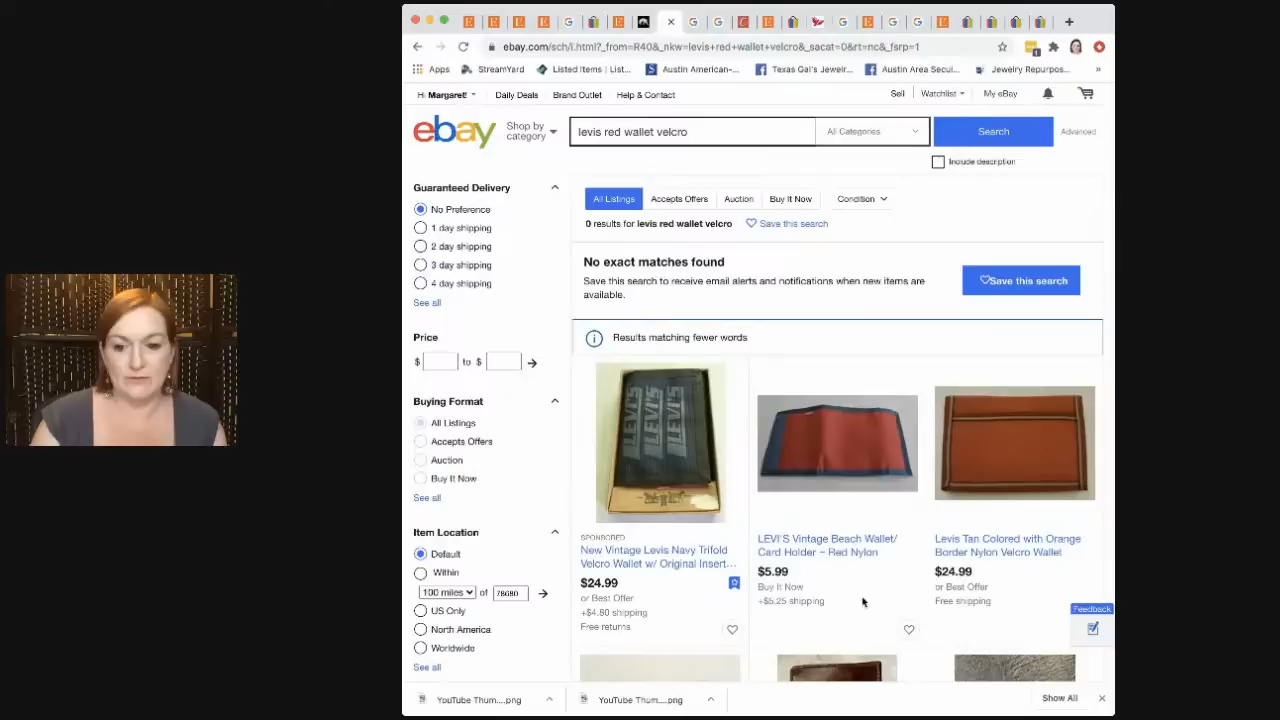 ebay.com/sch/i.html?_from=R40&_nkw=levis+red+wallet+velcro&_sacat=0&rt=nc&_fsrp=1
Apps StreamYard Listed Items | List... Austin American-... Texas Gal's Jewelr... Austin Area Secui... Jewelry Repurpos... »
Hi Margaret! Daily Deals Brand Outlet Help & Contact Sell Watchlist My eBay
ebay Shop by category levis red wallet velcro All Categories Search Advanced
Include description
Guaranteed Delivery
No Preference
1 day shipping
2 day shipping
3 day shipping
4 day shipping
See all
Price
$ to $
Buying Format
All Listings
Accepts Offers
Auction
Buy It Now
See all
Item Location
Default
Within
100 miles of 78680
US Only
North America
Worldwide
See all
All Listings Accepts Offers Auction Buy It Now Condition
0 results for levis red wallet velcro Save this search
No exact matches found
Save this search to receive email alerts and notifications when new items are
available.
Save this search
Results matching fewer words
LEVI'S LEVI'S LEVI'S
SPONSORED
New Vintage Levis Navy Trifold
Velcro Wallet w/ Original Insert...
$24.99
or Best Offer
+$4.80 shipping
Free returns
LEVI'S Vintage Beach Wallet/
Card Holder ~ Red Nylon
$5.99
Buy It Now
+$5.25 shipping
Levis Tan Colored with Orange
Border Nylon Velcro Wallet
$24.99
or Best Offer
Free shipping
Feedback
YouTube Thum....png YouTube Thum....png Show All